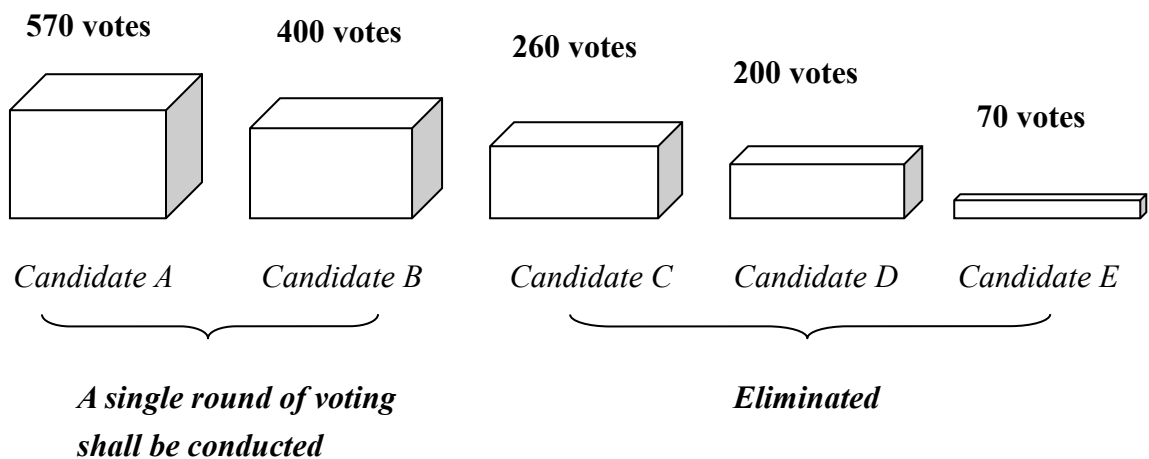 570 votes
400 votes
260 votes
200 votes
70 votes
Candidate A
Candidate B
Candidate C
Candidate D
Candidate E
A single round of voting
shall be conducted
Eliminated